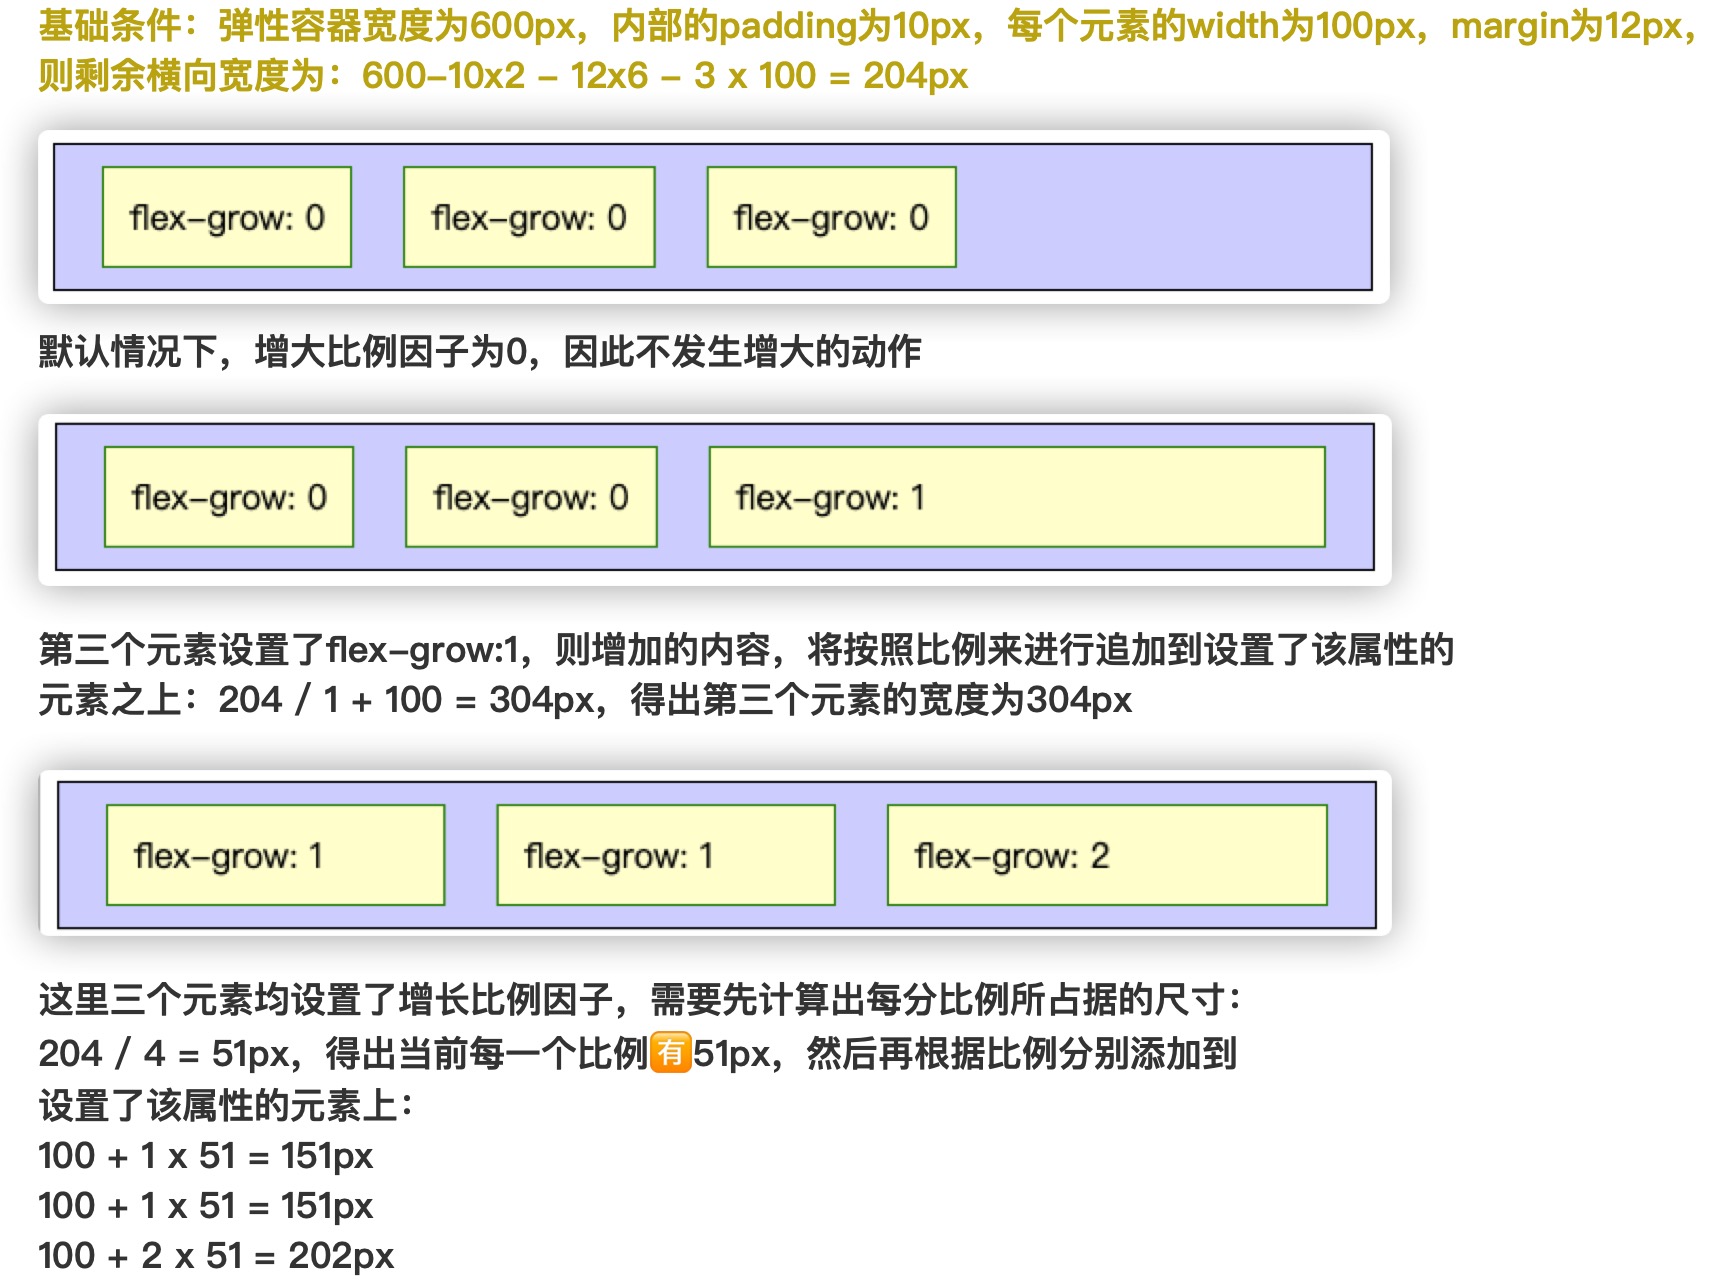 基础条件：弹性容器宽度为600px，内部的padding为10px，每个元素的width为100px，margin为12px，
则剩余横向宽度为：600-10x2 - 12x6 - 3 x 100 = 204px
flex-grow: 0
flex-grow: 0
flex-grow: 0
默认情况下，增大比例因子为0，因此不发生增大的动作
flex-grow: 0
flex-grow: 0
flex-grow: 1
第三个元素设置了flex-grow:1，则增加的内容，将按照比例来进行追加到设置了该属性的
元素之上：204 / 1 + 100 = 304px，得出第三个元素的宽度为304px
flex-grow: 1
flex-grow: 1
flex-grow: 2
这里三个元素均设置了增长比例因子，需要先计算出每分比例所占据的尺寸：
204 / 4 = 51px，得出当前每一个比例🈶51px，然后再根据比例分别添加到
设置了该属性的元素上：
100 + 1 x 51 = 151px
100 + 1 x 51 = 151px
100 + 2 x 51 = 202px